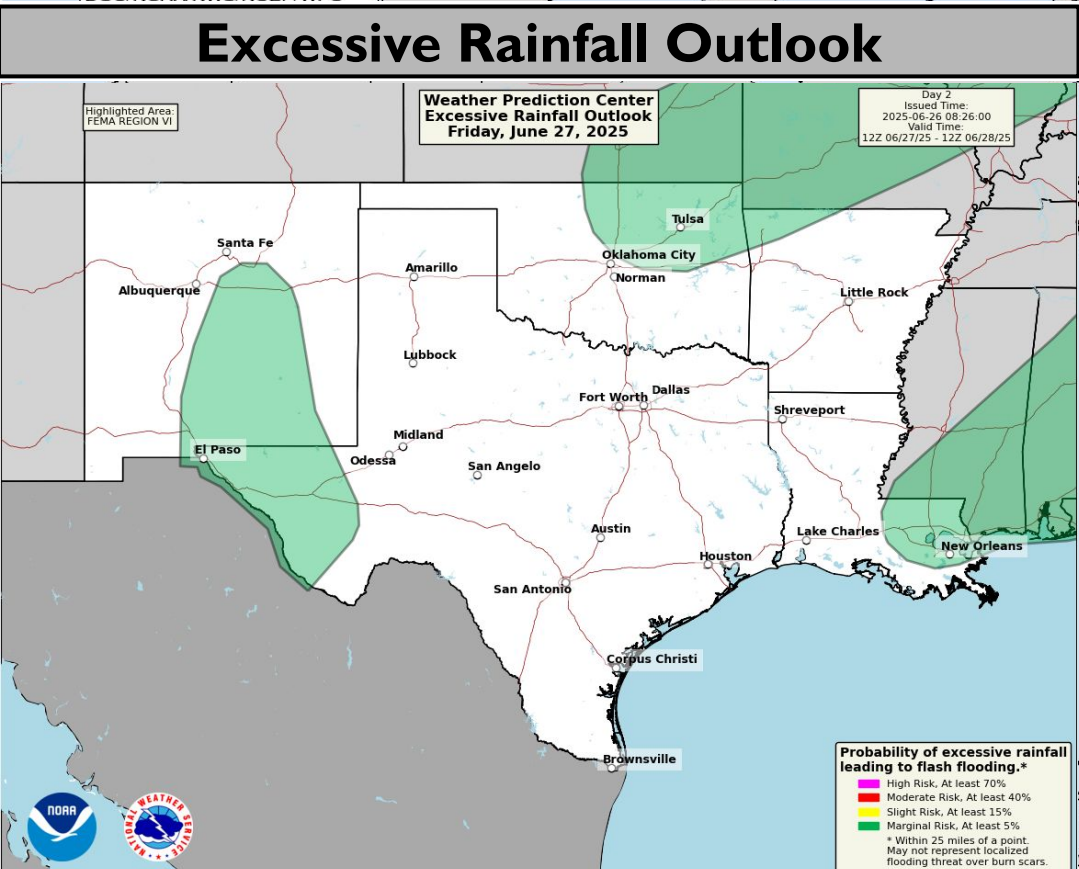 Excessive Rainfall Outlook
Highlighted Area:
FEMA REGION VI
Weather Prediction Center
Excessive Rainfall Outlook
Friday, June 27, 2025
Day 2
Issued Time:
2025-06-26 08:26:00
Valid Time:
12Z 06/27/25 - 12Z 06/28/25
Tulsa
Santa Fe
Oklahoma City
Amarillo
Norman
Albuquerque
Little Rock
Lubbock
Dallas
Fort Worth
Shreveport
Midland
El Paso
Odessa
San Angelo
Austin
Lake Charles
New Orleans
Houston
San Antonio
Corpus Christi
Brownsville
Probability of excessive rainfall
leading to flash flooding.*
High Risk, At least 70%
Moderate Risk, At least 40%
Slight Risk, At least 15%
Marginal Risk, At least 5%
* Within 25 miles of a point.
May not represent localized
flooding threat over burn scars.
NOAA
NATIONAL WEATHER SERVICE